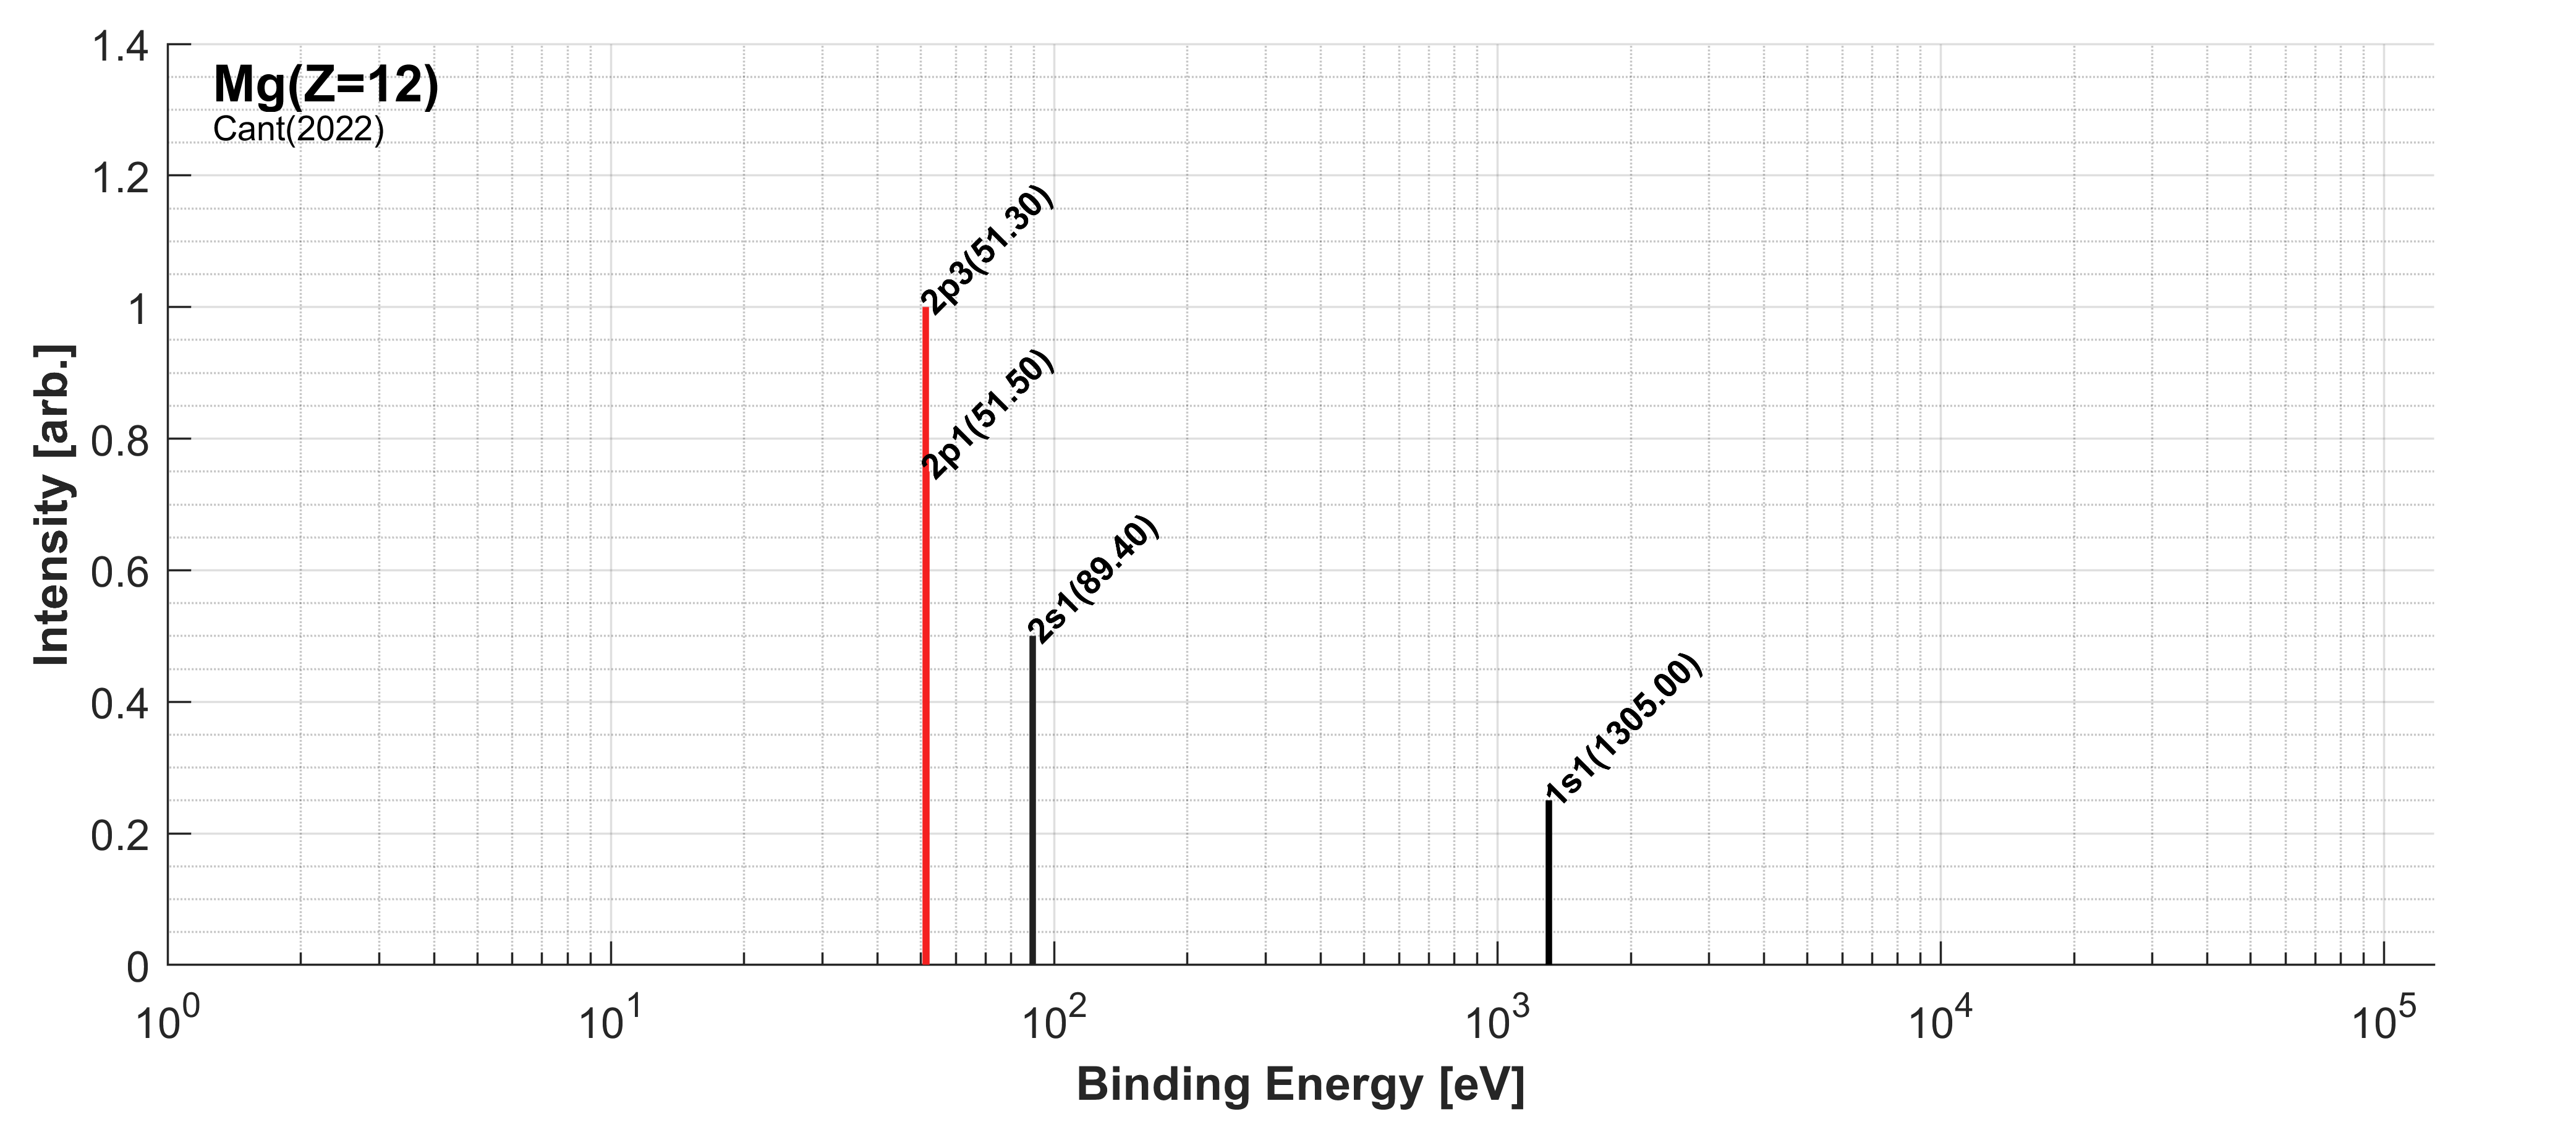 Mg(Z=12)
Cant(2022)
Intensity [arb.]
1.4
1.2
1
0.8
0.6
0.4
0.2
0
2p3(51.30)
2p1(51.50)
2s1(89.40)
1s1(1305.00)
10^0
10^1
10^2
10^3
10^4
10^5
Binding Energy [eV]